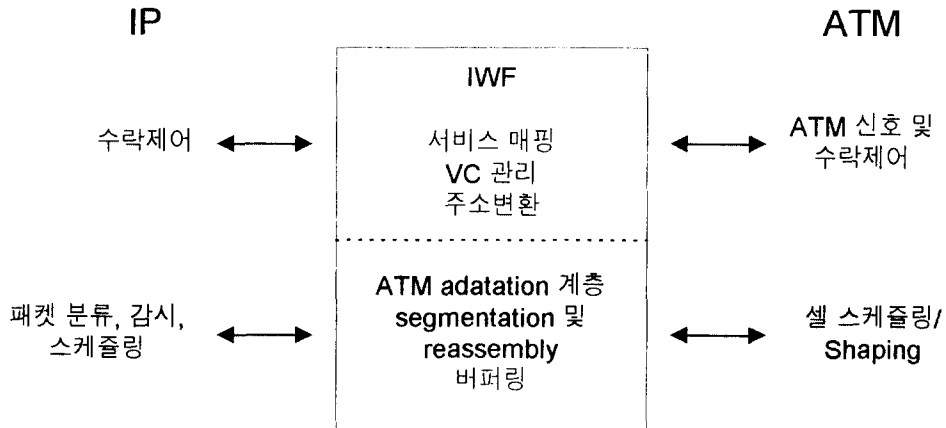 IP
ATM
IWF
수락제어
서비스 매핑
VC 관리
주소변환
ATM 신호 및
수락제어
패켓 분류, 감시,
스케쥴링
ATM adatation 계층
segmentation 및
reassembly
버퍼링
셀 스케쥴링/
Shaping